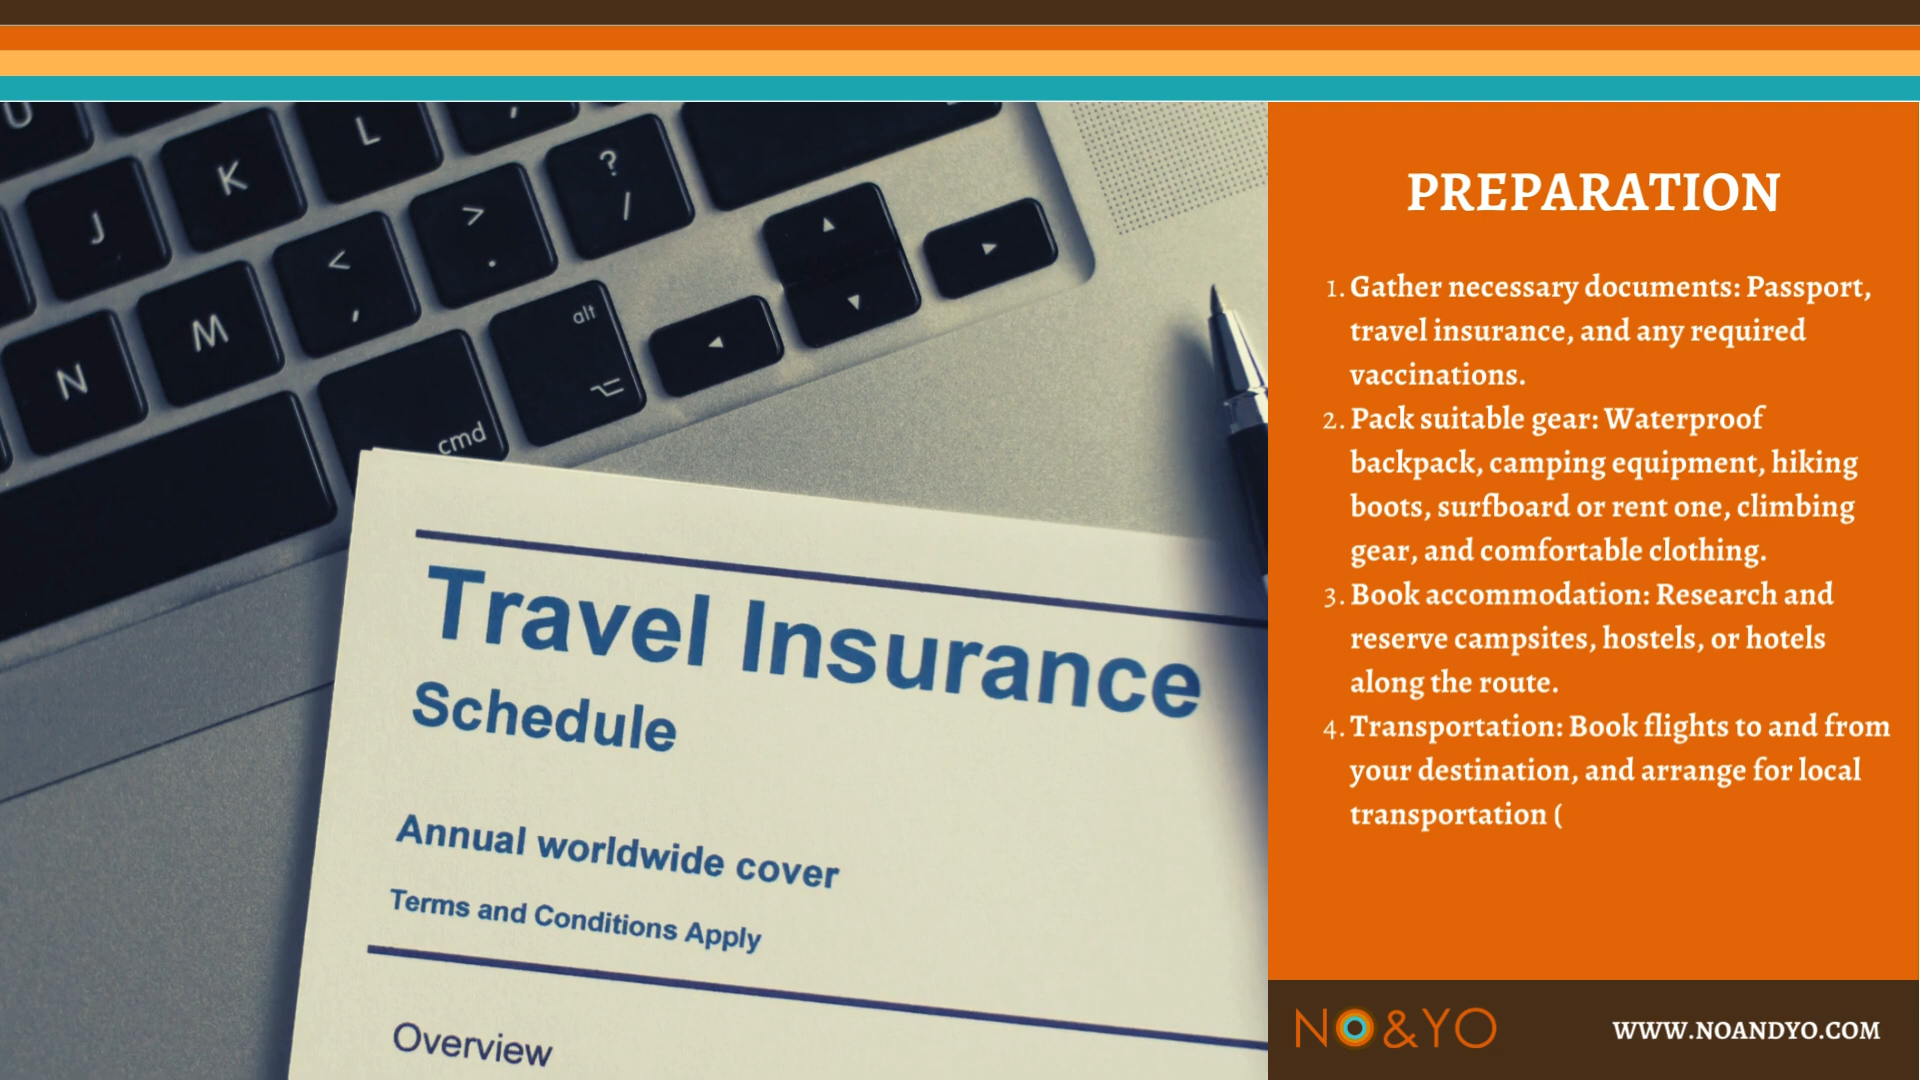 U
J
K
L
?
/
>
.
<
,
M
N
alt
cmd
Travel Insurance
Schedule
Annual worldwide cover
Terms and Conditions Apply
Overview
PREPARATION
1. Gather necessary documents: Passport,
travel insurance, and any required
vaccinations.
2. Pack suitable gear: Waterproof
backpack, camping equipment, hiking
boots, surfboard or rent one, climbing
gear, and comfortable clothing.
3. Book accommodation: Research and
reserve campsites, hostels, or hotels
along the route.
4. Transportation: Book flights to and from
your destination, and arrange for local
transportation (
NO&YO
WWW.NOANDYO.COM